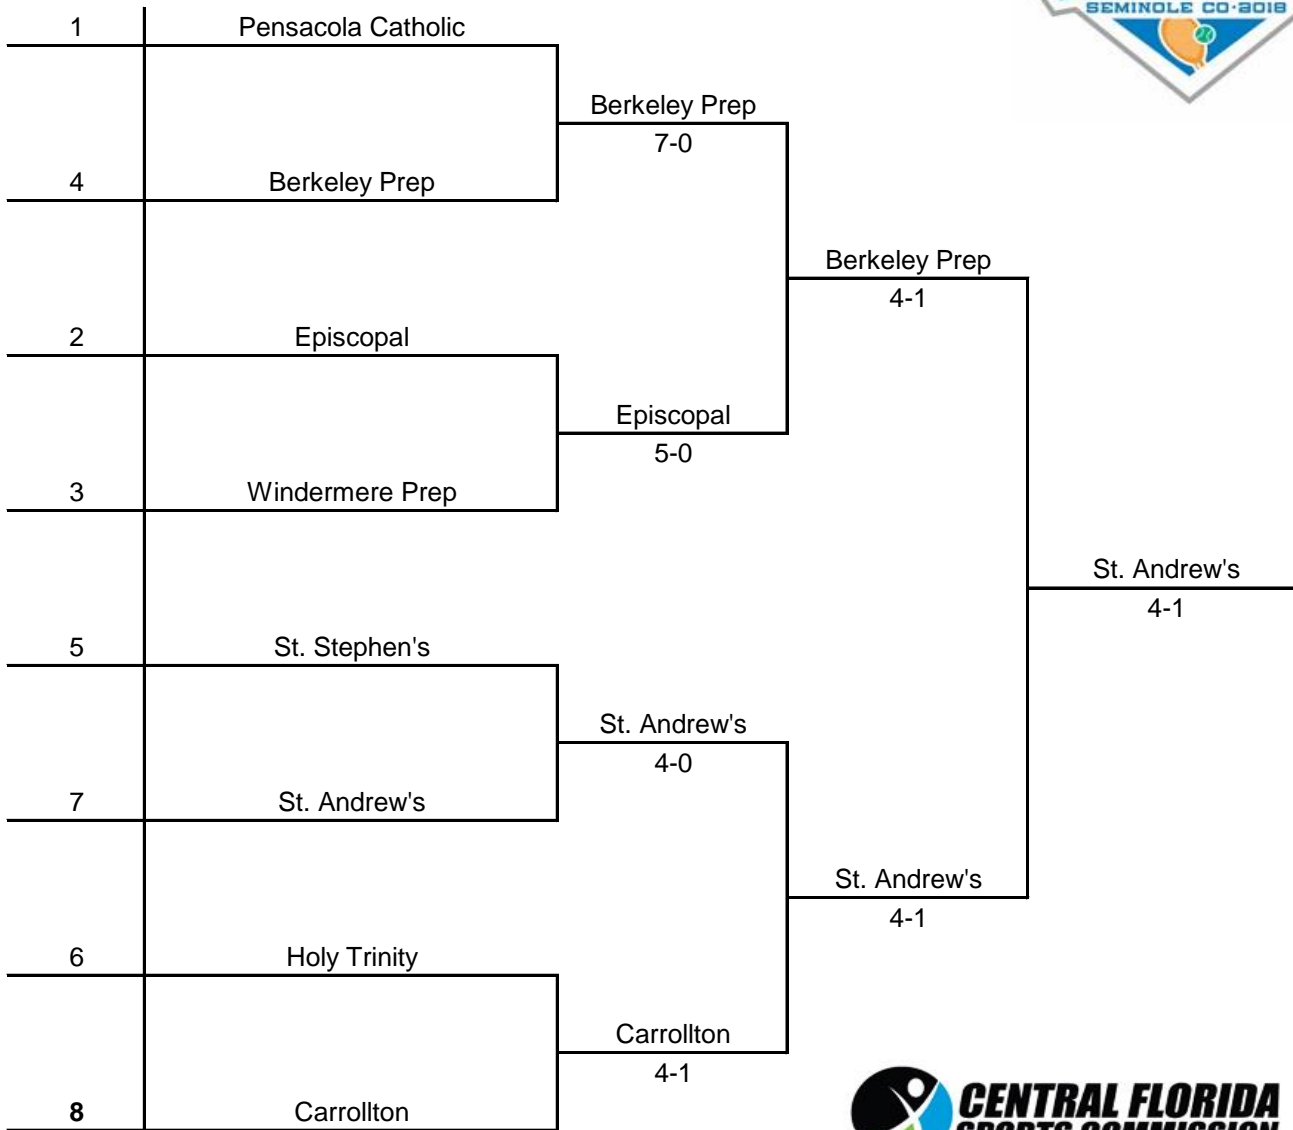 SEMINOLE CO·2018
1 Pensacola Catholic
Berkeley Prep
7-0
4 Berkeley Prep
Berkeley Prep
4-1
2 Episcopal
Episcopal
5-0
3 Windermere Prep
St. Andrew's
4-1
5 St. Stephen's
St. Andrew's
4-0
7 St. Andrew's
St. Andrew's
4-1
6 Holy Trinity
Carrollton
4-1
8 Carrollton
CENTRAL FLORIDA
SPORTS COMMISSION